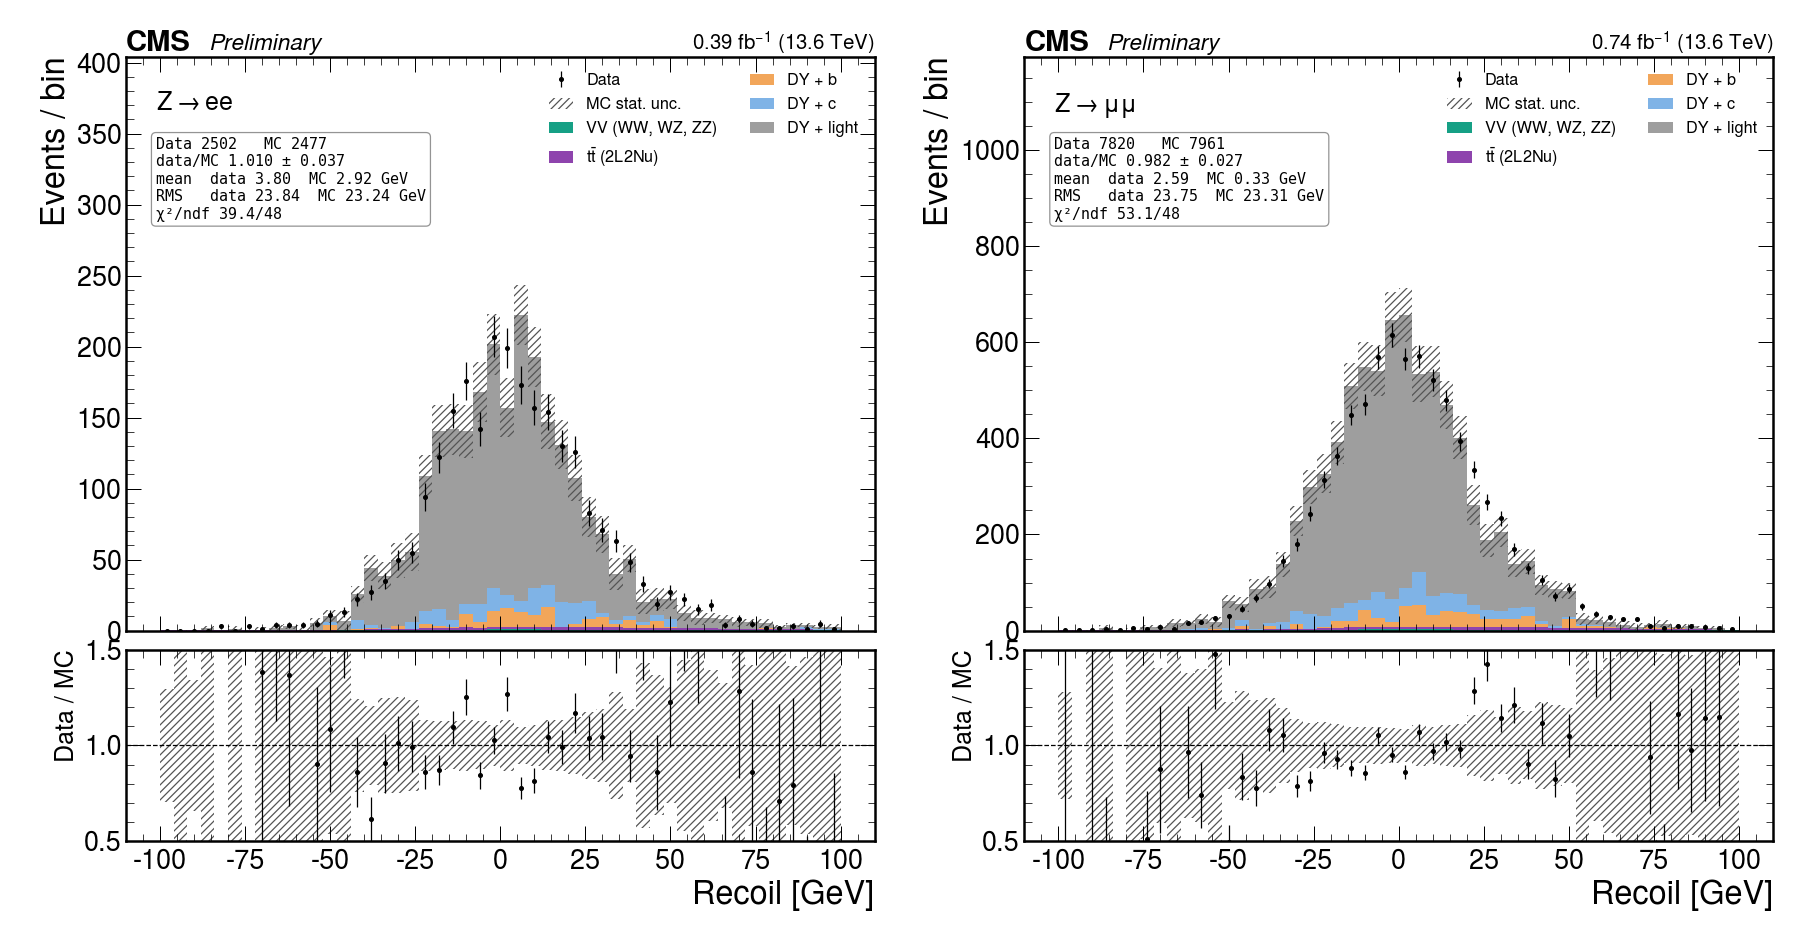 CMS Preliminary 0.39 fb⁻¹ (13.6 TeV)
Events / bin
400
350
300
250
200
150
100
50
0
Z→ee
Data 2502   MC 2477
data/MC 1.010 ± 0.037
mean  data 3.80  MC 2.92 GeV
RMS   data 23.84  MC 23.24 GeV
χ²/ndf 39.4/48
Data
MC stat. unc.
VV (WW, WZ, ZZ)
tt̄ (2L2Nu)
DY + b
DY + c
DY + light
Data / MC
1.5
1.0
0.5
-100 -75 -50 -25 0 25 50 75 100
Recoil [GeV]
CMS Preliminary 0.74 fb⁻¹ (13.6 TeV)
Events / bin
1000
800
600
400
200
0
Z→μμ
Data 7820   MC 7961
data/MC 0.982 ± 0.027
mean  data 2.59  MC 0.33 GeV
RMS   data 23.75  MC 23.31 GeV
χ²/ndf 53.1/48
Data
MC stat. unc.
VV (WW, WZ, ZZ)
tt̄ (2L2Nu)
DY + b
DY + c
DY + light
Data / MC
1.5
1.0
0.5
-100 -75 -50 -25 0 25 50 75 100
Recoil [GeV]